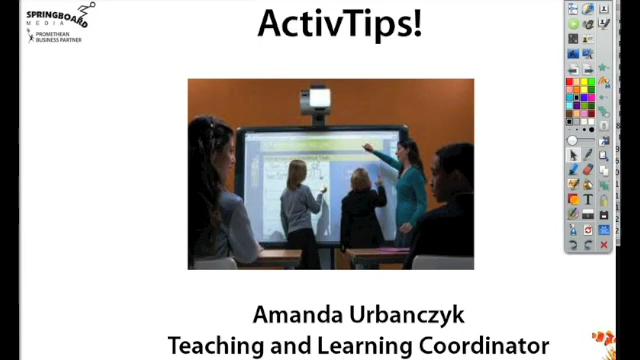 SPRINGBOARD
MEDIA
PROMETHEAN
BUSINESS PARTNER
ActivTips!
Amanda Urbanczyk
Teaching and Learning Coordinator